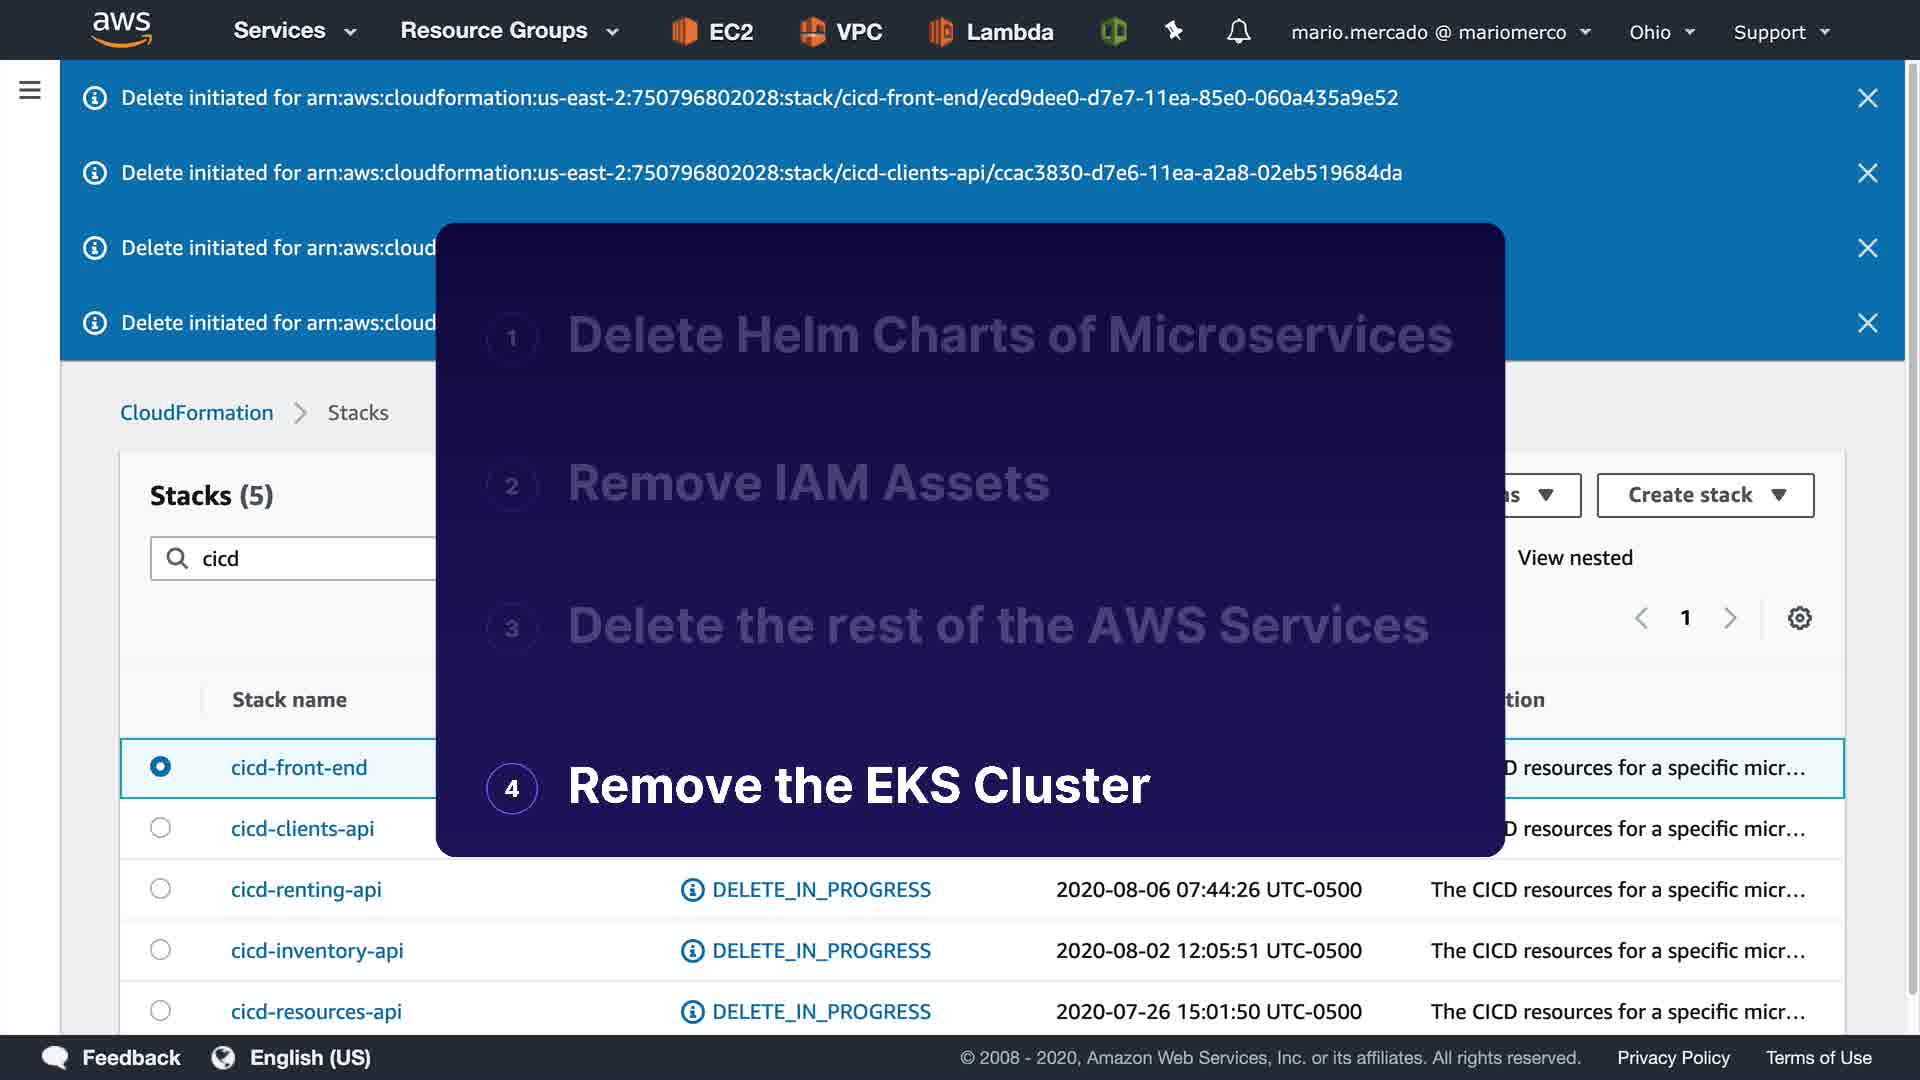 aws Services Resource Groups EC2 VPC Lambda mario.mercado @ mariomerco Ohio Support
Delete initiated for arn:aws:cloudformation:us-east-2:750796802028:stack/cicd-front-end/ecd9dee0-d7e7-11ea-85e0-060a435a9e52
Delete initiated for arn:aws:cloudformation:us-east-2:750796802028:stack/cicd-clients-api/ccac3830-d7e6-11ea-a2a8-02eb519684da
Delete initiated for arn:aws:cloud
Delete initiated for arn:aws:cloud
1 Delete Helm Charts of Microservices
2 Remove IAM Assets
3 Delete the rest of the AWS Services
4 Remove the EKS Cluster
CloudFormation Stacks
Stacks (5)
Create stack
cicd
View nested
1
Stack name
cicd-front-end
resources for a specific micr...
cicd-clients-api
resources for a specific micr...
cicd-renting-api DELETE_IN_PROGRESS 2020-08-06 07:44:26 UTC-0500 The CICD resources for a specific micr...
cicd-inventory-api DELETE_IN_PROGRESS 2020-08-02 12:05:51 UTC-0500 The CICD resources for a specific micr...
cicd-resources-api DELETE_IN_PROGRESS 2020-07-26 15:01:50 UTC-0500 The CICD resources for a specific micr...
Feedback English (US) © 2008 - 2020, Amazon Web Services, Inc. or its affiliates. All rights reserved. Privacy Policy Terms of Use